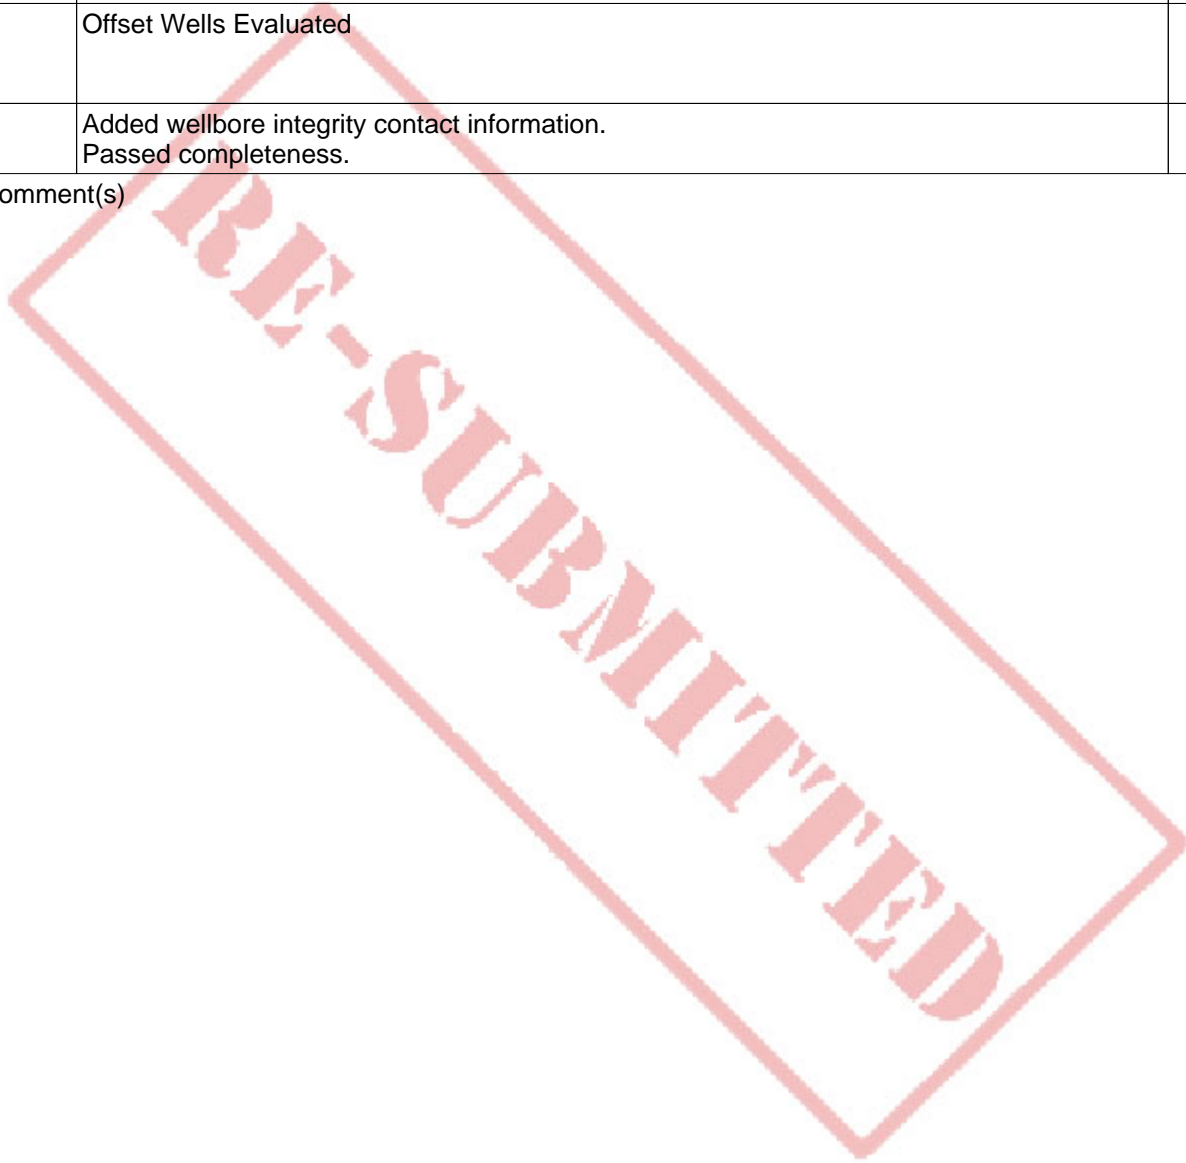 Offset Wells Evaluated
Added wellbore integrity contact information.
Passed completeness.
omment(s)
RE-SUBMITTED